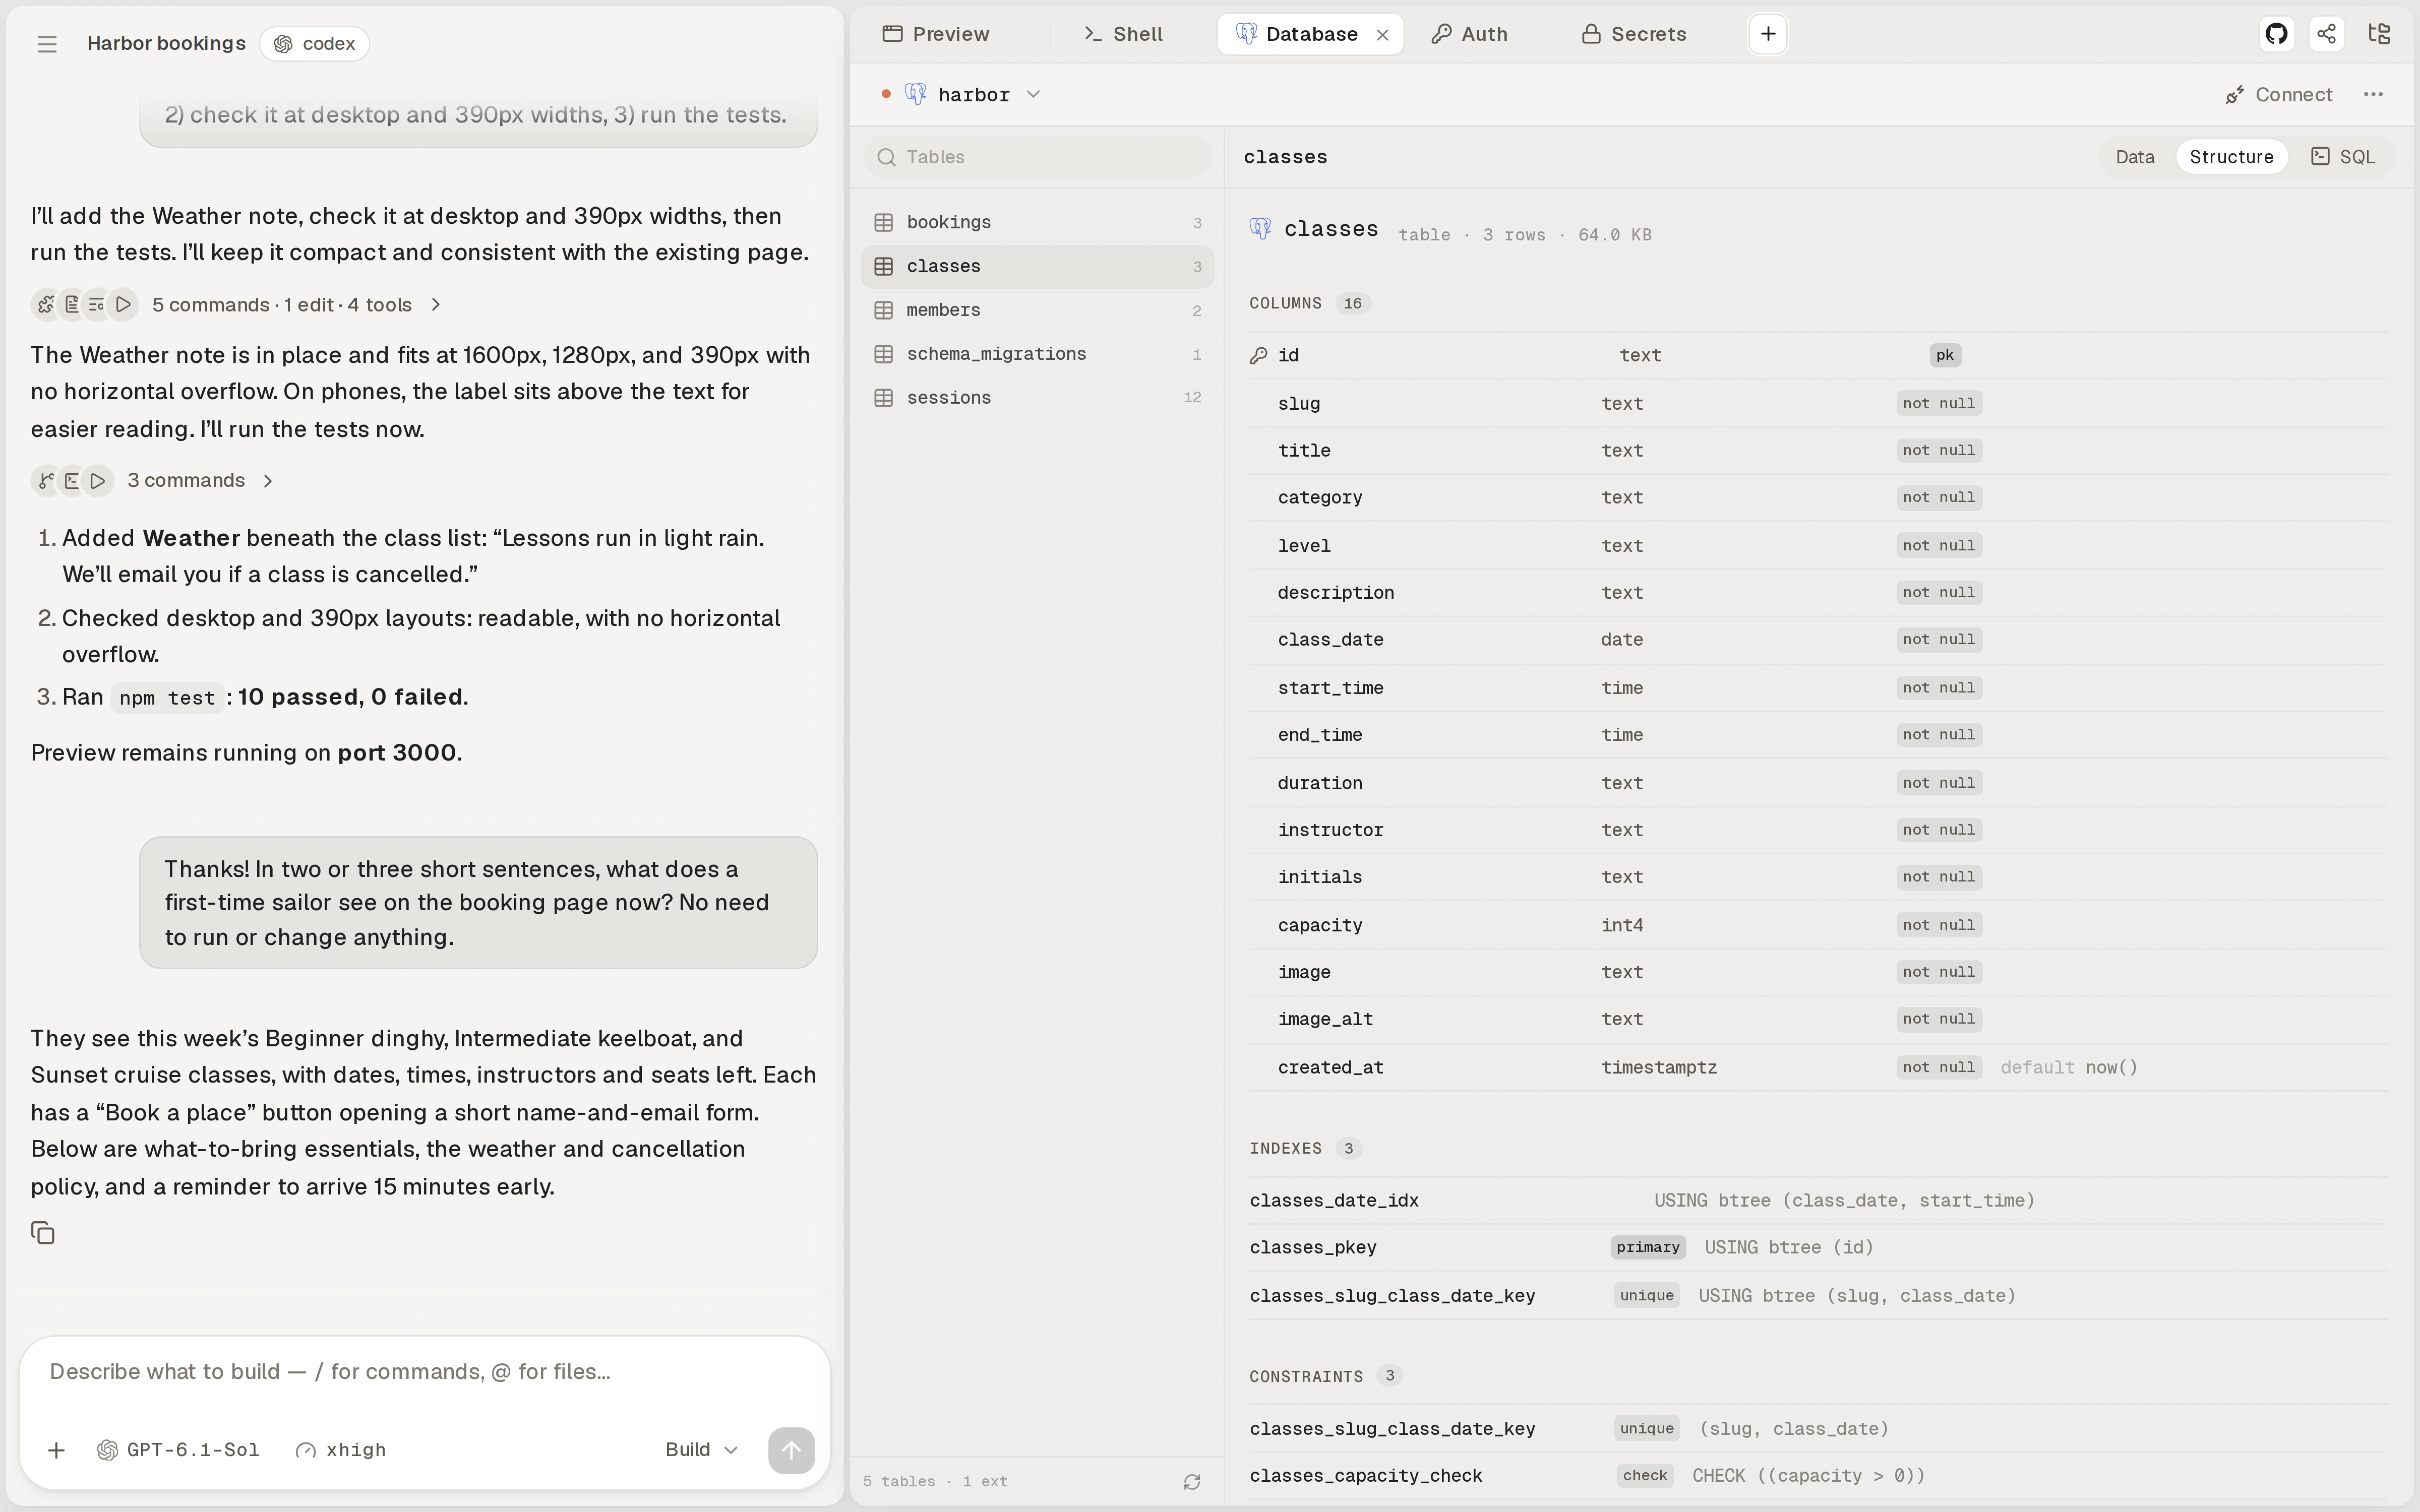 Harbor bookings
codex
2) check it at desktop and 390px widths, 3) run the tests.
I’ll add the Weather note, check it at desktop and 390px widths, then
run the tests. I’ll keep it compact and consistent with the existing page.
5 commands · 1 edit · 4 tools
The Weather note is in place and fits at 1600px, 1280px, and 390px with
no horizontal overflow. On phones, the label sits above the text for
easier reading. I’ll run the tests now.
3 commands
1. Added Weather beneath the class list: “Lessons run in light rain.
We’ll email you if a class is cancelled.”
2. Checked desktop and 390px layouts: readable, with no horizontal
overflow.
3. Ran npm test: 10 passed, 0 failed.
Preview remains running on port 3000.
Thanks! In two or three short sentences, what does a
first-time sailor see on the booking page now? No need
to run or change anything.
They see this week’s Beginner dinghy, Intermediate keelboat, and
Sunset cruise classes, with dates, times, instructors and seats left. Each
has a “Book a place” button opening a short name-and-email form.
Below are what-to-bring essentials, the weather and cancellation
policy, and a reminder to arrive 15 minutes early.
Describe what to build — / for commands, @ for files...
GPT-6.1-Sol
xhigh
Build
Preview
Shell
Database
Auth
Secrets
harbor
Connect
Tables
bookings 3
classes 3
members 2
schema_migrations 1
sessions 12
5 tables · 1 ext
classes
Data
Structure
SQL
classes table · 3 rows · 64.0 KB
COLUMNS 16
id text pk
slug text not null
title text not null
category text not null
level text not null
description text not null
class_date date not null
start_time time not null
end_time time not null
duration text not null
instructor text not null
initials text not null
capacity int4 not null
image text not null
image_alt text not null
created_at timestamptz not null default now()
INDEXES 3
classes_date_idx USING btree (class_date, start_time)
classes_pkey primary USING btree (id)
classes_slug_class_date_key unique USING btree (slug, class_date)
CONSTRAINTS 3
classes_slug_class_date_key unique (slug, class_date)
classes_capacity_check check CHECK ((capacity > 0))